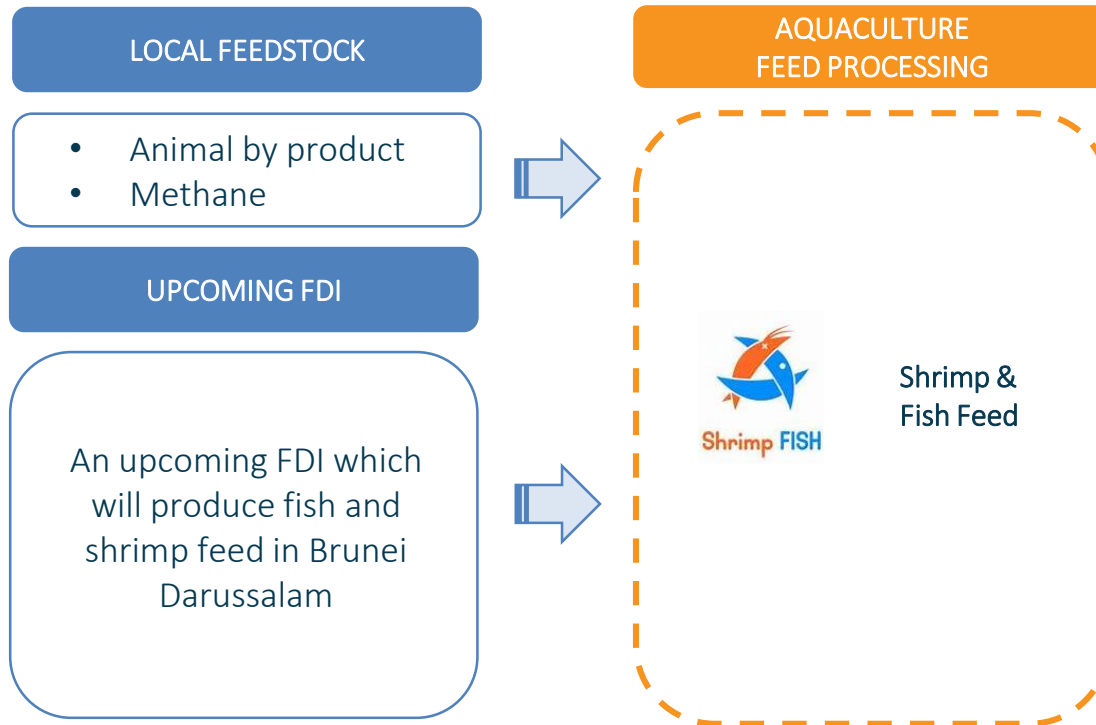 LOCAL FEEDSTOCK
• Animal by product
• Methane
UPCOMING FDI
An upcoming FDI which
will produce fish and
shrimp feed in Brunei
Darussalam
AQUACULTURE
FEED PROCESSING
Shrimp FISH
Shrimp &
Fish Feed